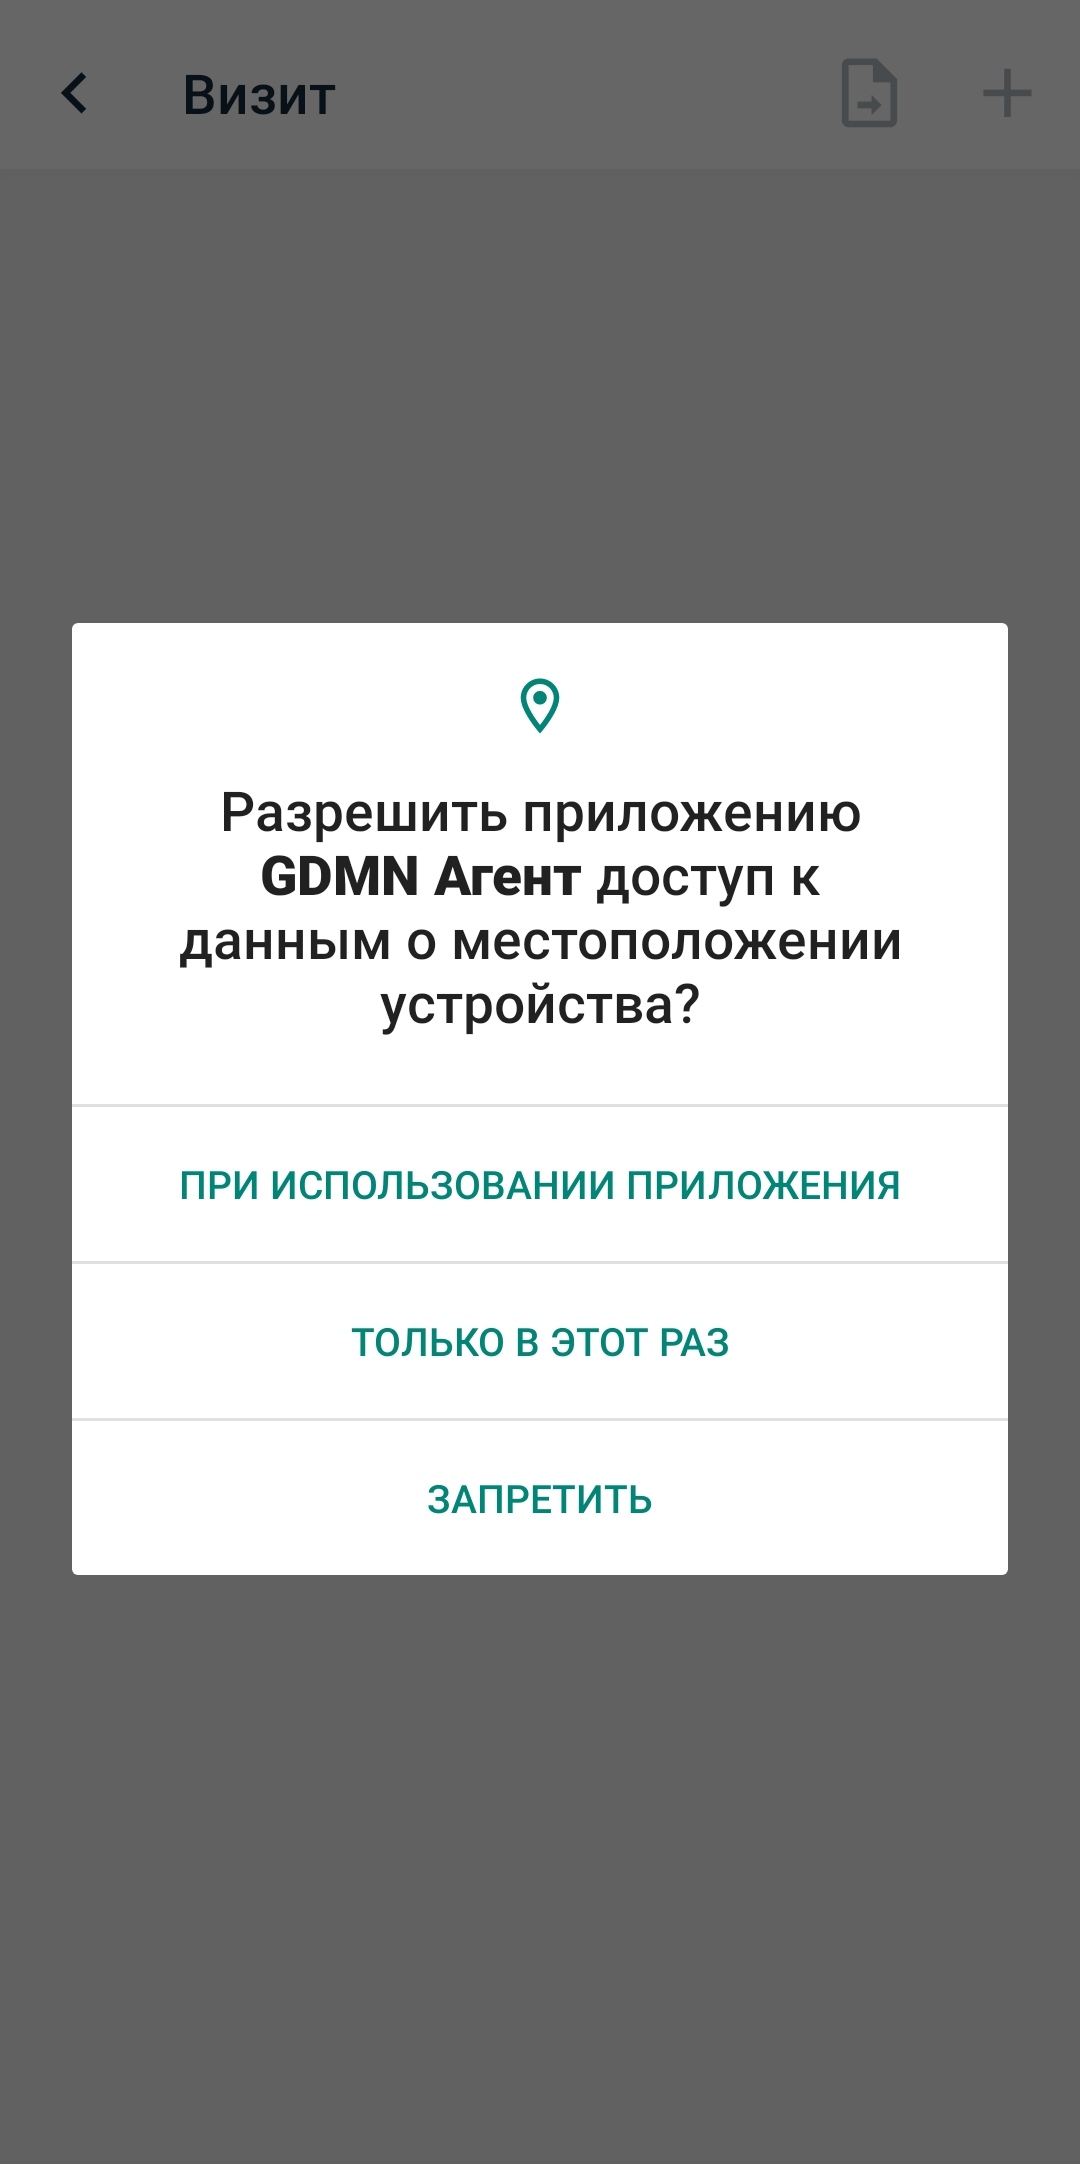 Визит
Разрешить приложению
GDMN Агент доступ к
данным о местоположении
устройства?
ПРИ ИСПОЛЬЗОВАНИИ ПРИЛОЖЕНИЯ
ТОЛЬКО В ЭТОТ РАЗ
ЗАПРЕТИТЬ